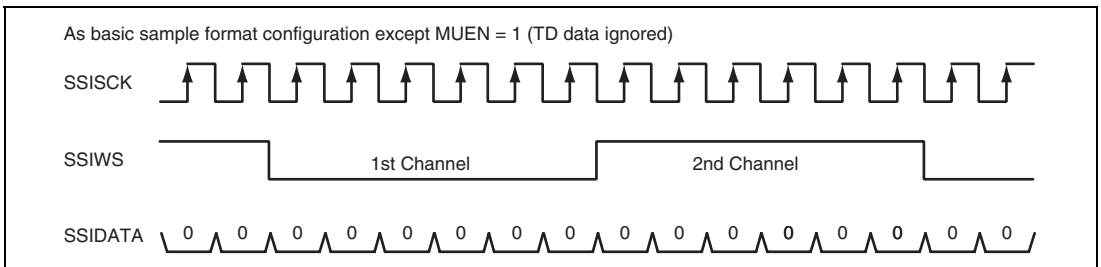 As basic sample format configuration except MUEN = 1 (TD data ignored)
SSISCK
SSIWS 1st Channel 2nd Channel
SSIDATA 0 0 0 0 0 0 0 0 0 0 0 0 0 0 0 0